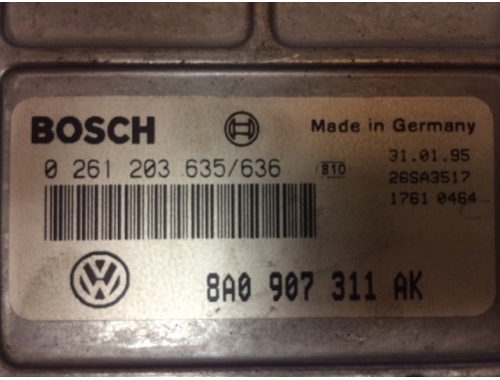 BOSCH
Made in Germany
0 261 203 635/636
810
31.01.95
26SA3517
1761 0464
VW
8A0 907 311 AK